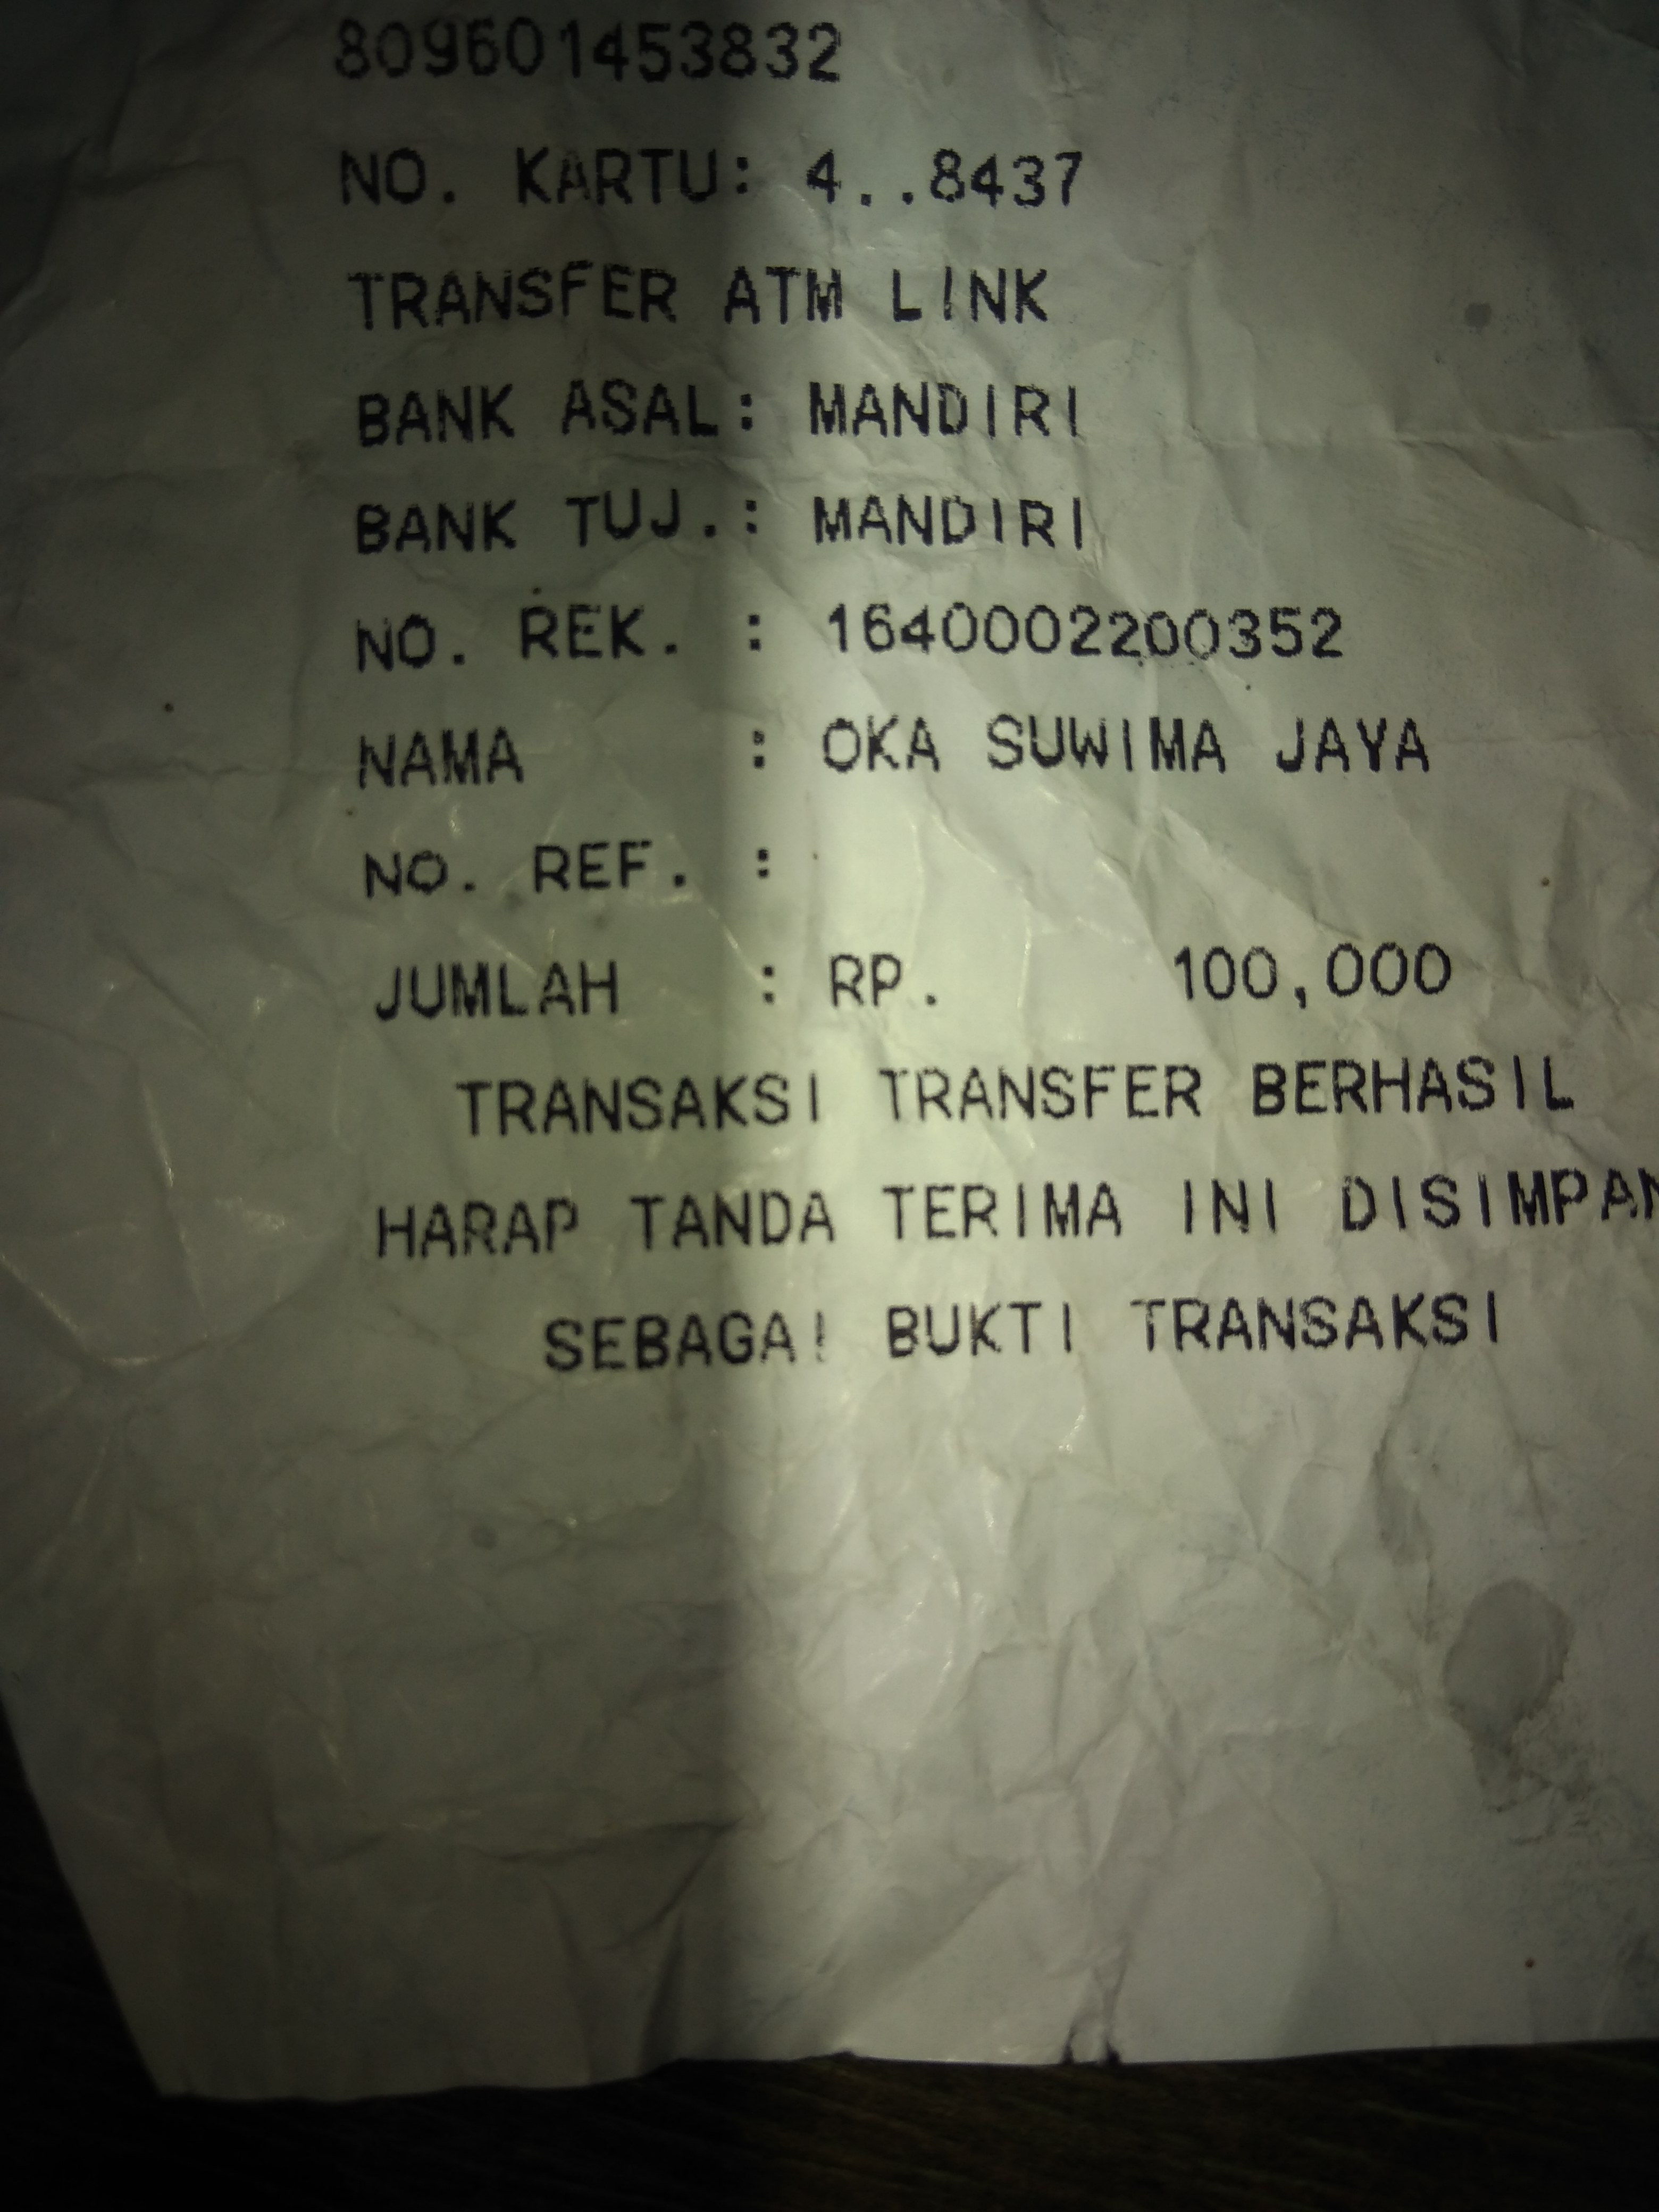 809601453832
NO. KARTU: 4..8437
TRANSFER ATM LINK
BANK ASAL: MANDIRI
BANK TUJ.: MANDIRI
NO. REK. : 1640002200352
NAMA : OKA SUWIMA JAYA
NO. REF. :
JUMLAH : RP. 100,000
TRANSAKSI TRANSFER BERHASIL
HARAP TANDA TERIMA INI DISIMPAN
SEBAGAI BUKTI TRANSAKSI